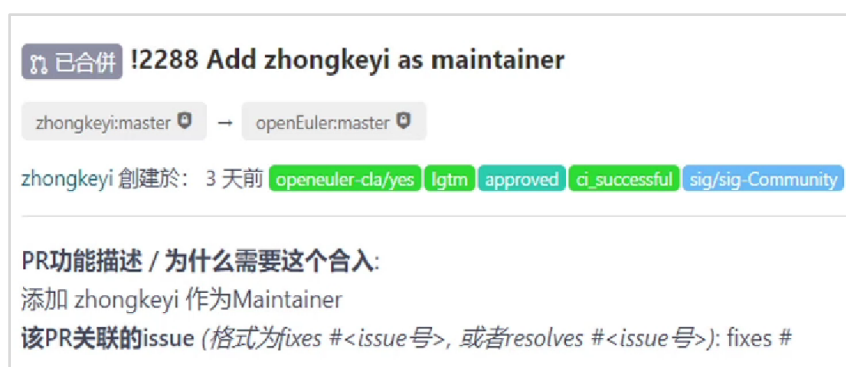 已合併 !2288 Add zhongkeyi as maintainer
zhongkeyi:master → openEuler:master
zhongkeyi 創建於： 3 天前 openeuler-cla/yes lgtm approved ci_successful sig/sig-Community
PR功能描述 / 为什么需要这个合入:
添加 zhongkeyi 作为Maintainer
该PR关联的issue (格式为fixes #<issue号>, 或者resolves #<issue号>): fixes #